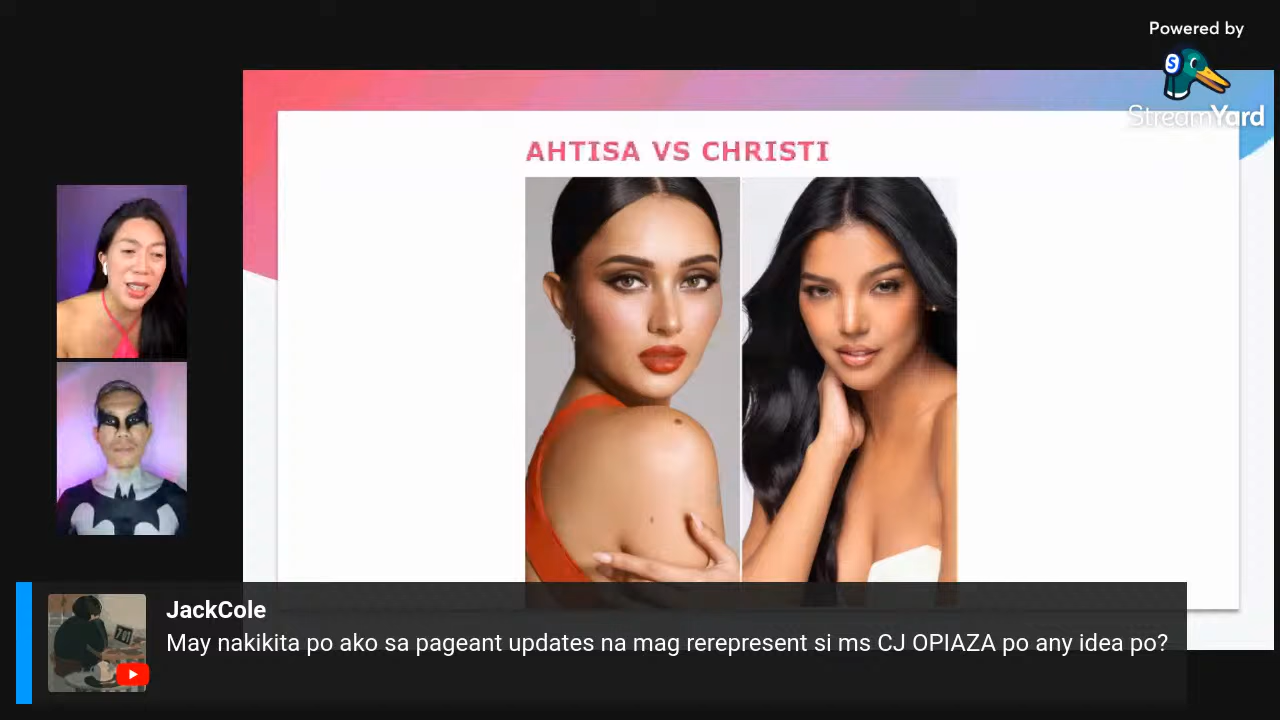 Powered by
S
StreamYard
AHTISA VS CHRISTI
JackCole
May nakikita po ako sa pageant updates na mag rerepresent si ms CJ OPIAZA po any idea po?